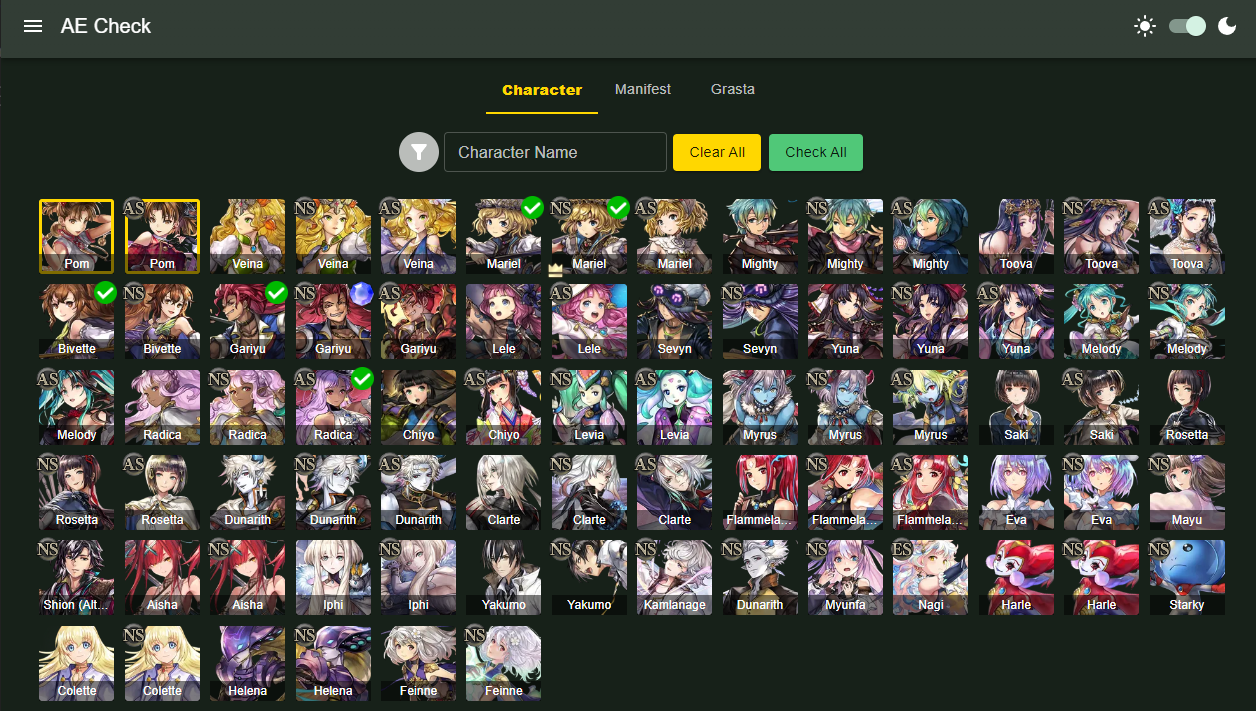 AE Check
Character Manifest Grasta
Character Name Clear All Check All
AS NS AS NS AS NS AS NS AS
Pom Pom Veina Veina Veina Mariel Mariel Mariel Mighty Mighty Mighty Toova Toova Toova
NS NS AS AS NS NS AS NS
Bivette Bivette Gariyu Gariyu Gariyu Lele Lele Sevyn Sevyn Yuna Yuna Yuna Melody Melody
AS NS AS AS NS AS NS AS AS
Melody Radica Radica Radica Chiyo Chiyo Levia Levia Myrus Myrus Myrus Saki Saki Rosetta
NS AS NS AS NS AS NS AS NS NS
Rosetta Rosetta Dunarith Dunarith Dunarith Clarte Clarte Clarte Flammela... Flammela... Flammela... Eva Eva Mayu
NS NS NS NS NS NS NS ES NS NS
Shion (Alt... Aisha Aisha Iphi Iphi Yakumo Yakumo Kamlanage Dunarith Myunfa Nagi Harle Harle Starky
NS NS NS
Colette Colette Helena Helena Feinne Feinne